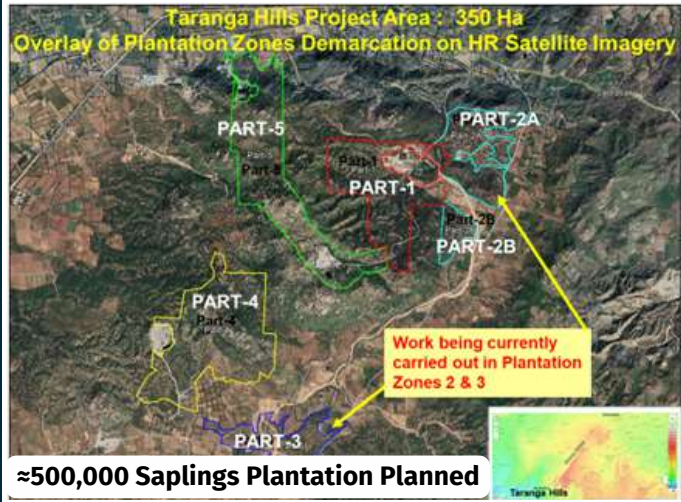 Taranga Hills Project Area : 350 Ha
Overlay of Plantation Zones Demarcation on HR Satellite Imagery
PART-5
PART-2A
Part-1
PART-1
Part-2B
PART-2B
PART-4
Part-4
Work being currently
carried out in Plantation
Zones 2 & 3
PART-3
≈500,000 Saplings Plantation Planned
Taranga Hills